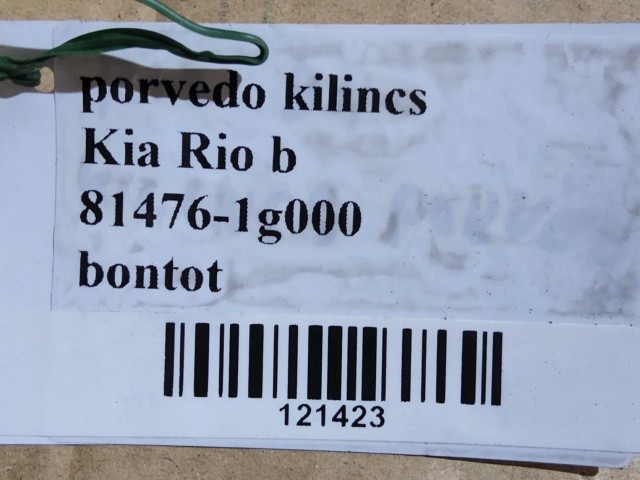 porvedo kilincs
Kia Rio b
81476-1g000
bontot
121423